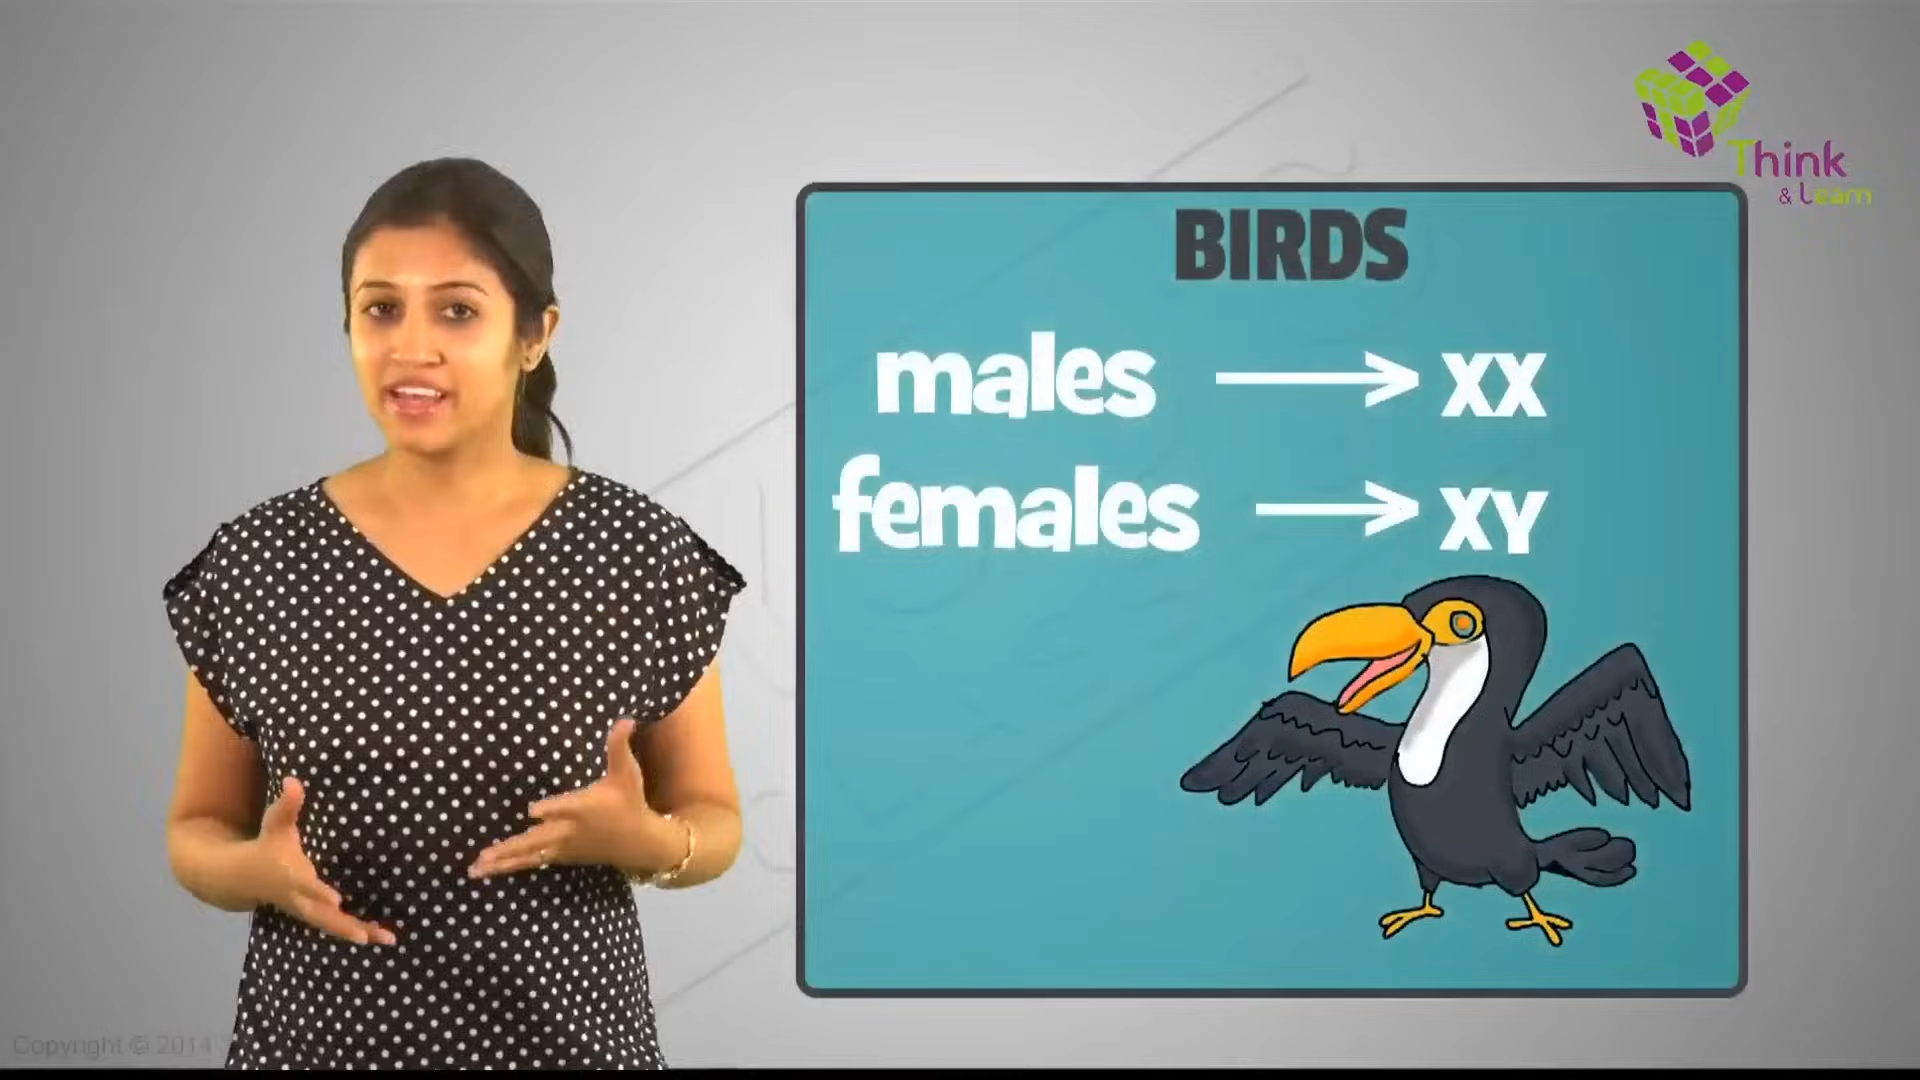 Think
& Learn
BIRDS
males → XX
females → XY
Copyright © 2014